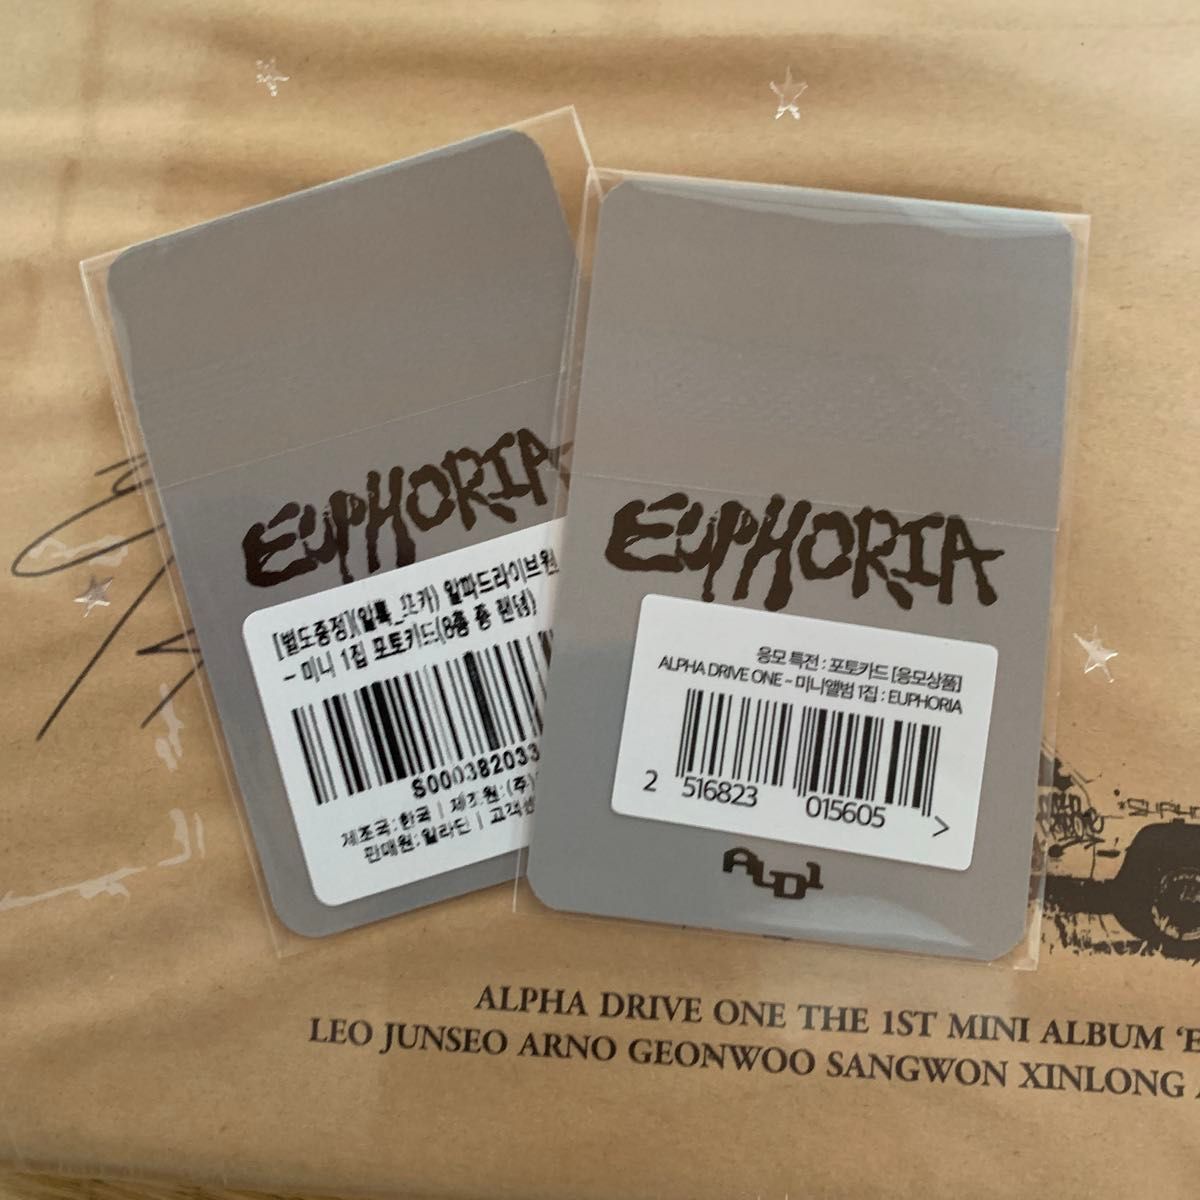 EUPHORIA
[별도증정](알특_포카) 알파드라이브원
- 미니 1집 포토카드(8종 중 랜덤)
S000382033
제조국:한국 | 제조원:(주)
판매원:알라딘 | 고객센
EUPHORIA
응모 특전 : 포토카드 [응모상품]
ALPHA DRIVE ONE - 미니앨범 1집 : EUPHORIA
2 516823 015605 >
ALD1
ALPHA DRIVE ONE THE 1ST MINI ALBUM ‘E
LEO JUNSEO ARNO GEONWOO SANGWON XINLONG